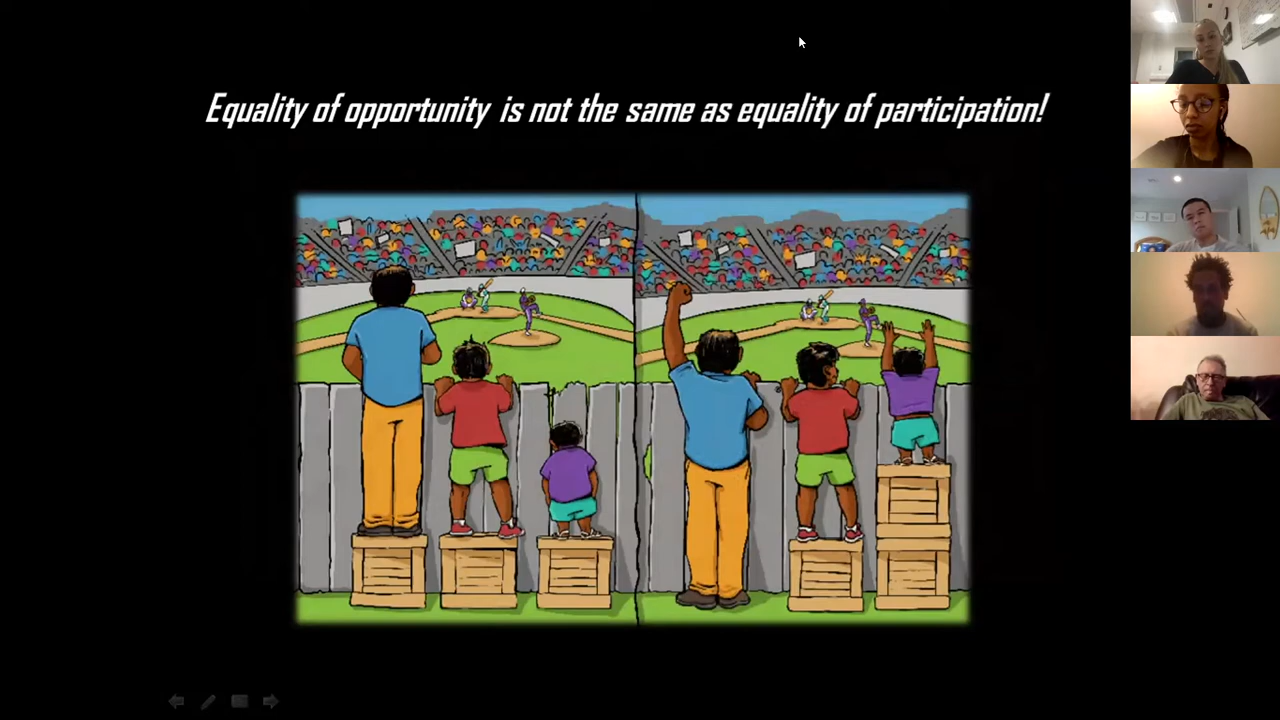 Equality of opportunity is not the same as equality of participation!